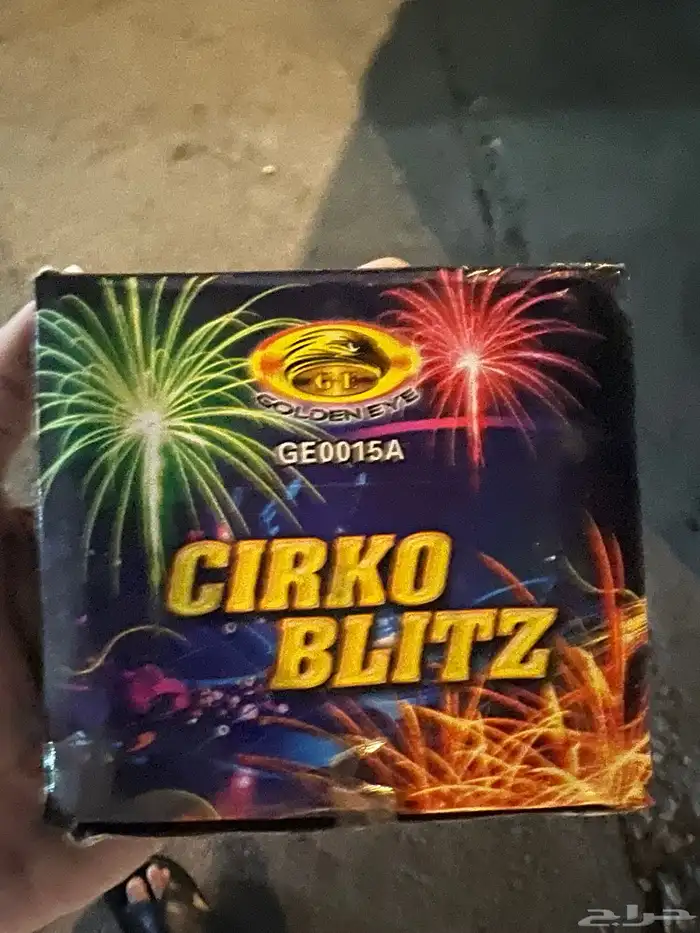 GE
GOLDEN EYE
GE0015A
CIRKO
BLITZ
حراج